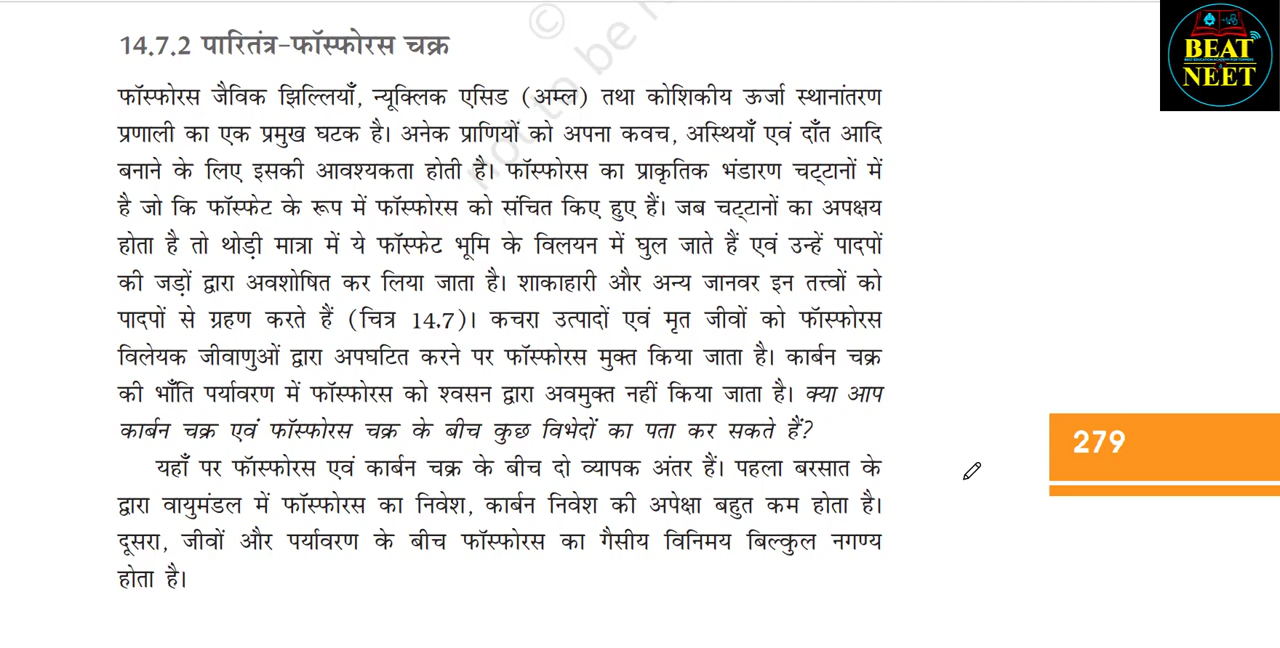 14.7.2 पारितंत्र-फॉस्फोरस चक्र
BEAT
NEET
फॉस्फोरस जैविक झिल्लियाँ, न्यूक्लिक एसिड (अम्ल) तथा कोशिकीय ऊर्जा स्थानांतरण
प्रणाली का एक प्रमुख घटक है। अनेक प्राणियों को अपना कवच, अस्थियाँ एवं दाँत आदि
बनाने के लिए इसकी आवश्यकता होती है। फॉस्फोरस का प्राकृतिक भंडारण चट्टानों में
है जो कि फॉस्फेट के रूप में फॉस्फोरस को संचित किए हुए हैं। जब चट्टानों का अपक्षय
होता है तो थोड़ी मात्रा में ये फॉस्फेट भूमि के विलयन में घुल जाते हैं एवं उन्हें पादपों
की जड़ों द्वारा अवशोषित कर लिया जाता है। शाकाहारी और अन्य जानवर इन तत्त्वों को
पादपों से ग्रहण करते हैं (चित्र 14.7)। कचरा उत्पादों एवं मृत जीवों को फॉस्फोरस
विलेयक जीवाणुओं द्वारा अपघटित करने पर फॉस्फोरस मुक्त किया जाता है। कार्बन चक्र
की भाँति पर्यावरण में फॉस्फोरस को श्वसन द्वारा अवमुक्त नहीं किया जाता है। क्या आप
कार्बन चक्र एवं फॉस्फोरस चक्र के बीच कुछ विभेदों का पता कर सकते हैं?
279
यहाँ पर फॉस्फोरस एवं कार्बन चक्र के बीच दो व्यापक अंतर हैं। पहला बरसात के
द्वारा वायुमंडल में फॉस्फोरस का निवेश, कार्बन निवेश की अपेक्षा बहुत कम होता है।
दूसरा, जीवों और पर्यावरण के बीच फॉस्फोरस का गैसीय विनिमय बिल्कुल नगण्य
होता है।
© not to be